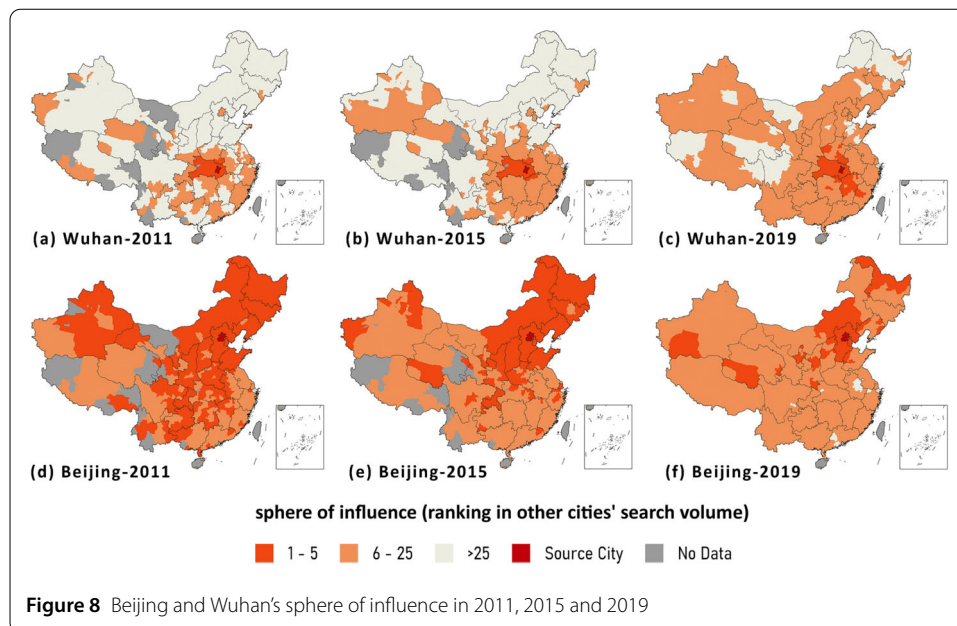 (a) Wuhan-2011
(b) Wuhan-2015
(c) Wuhan-2019
(d) Beijing-2011
(e) Beijing-2015
(f) Beijing-2019
sphere of influence (ranking in other cities' search volume)
1 - 5 6 - 25 >25 Source City No Data
Figure 8 Beijing and Wuhan's sphere of influence in 2011, 2015 and 2019